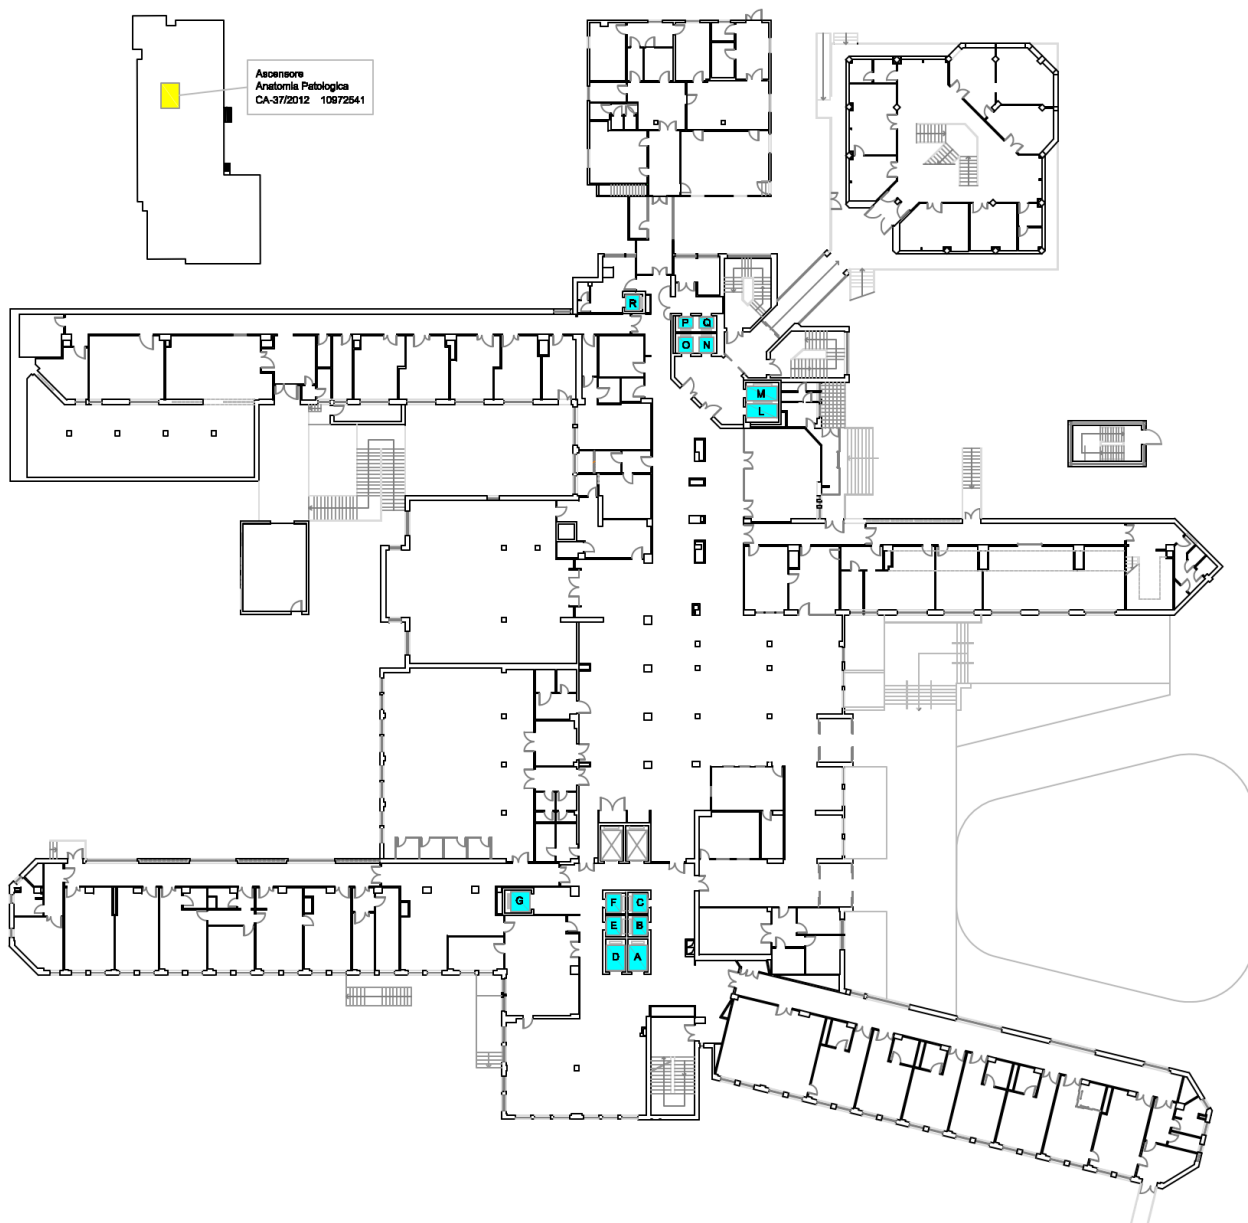 Ascensore
Anatomia Patologica
CA-37/2012 10972541
R
P Q
O N
M
L
G
F C
E B
D A